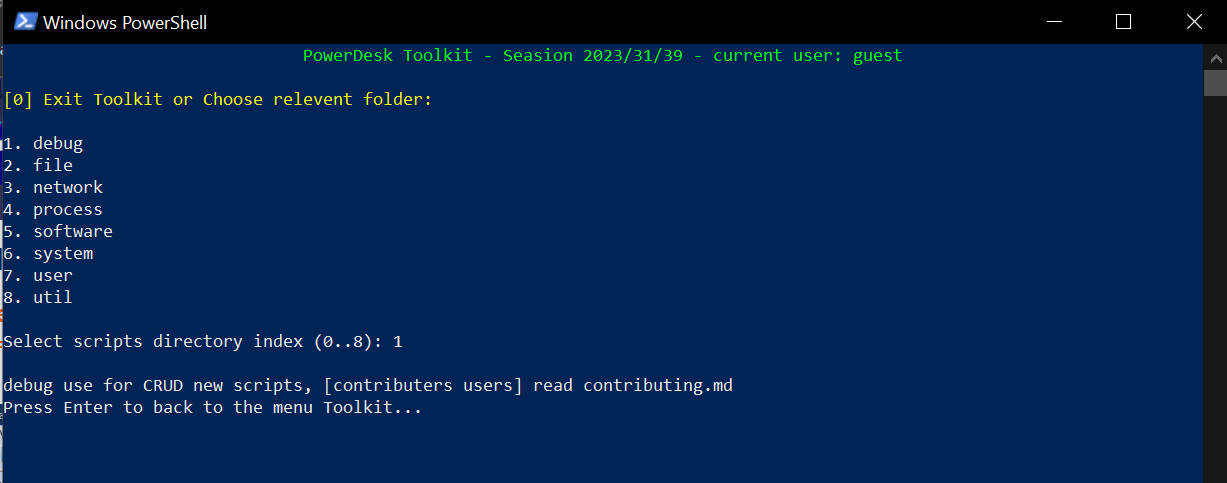 Windows PowerShell
PowerDesk Toolkit - Seasion 2023/31/39 - current user: guest
[0] Exit Toolkit or Choose relevent folder:
1. debug
2. file
3. network
4. process
5. software
6. system
7. user
8. util
Select scripts directory index (0..8): 1
debug use for CRUD new scripts, [contributers users] read contributing.md
Press Enter to back to the menu Toolkit...